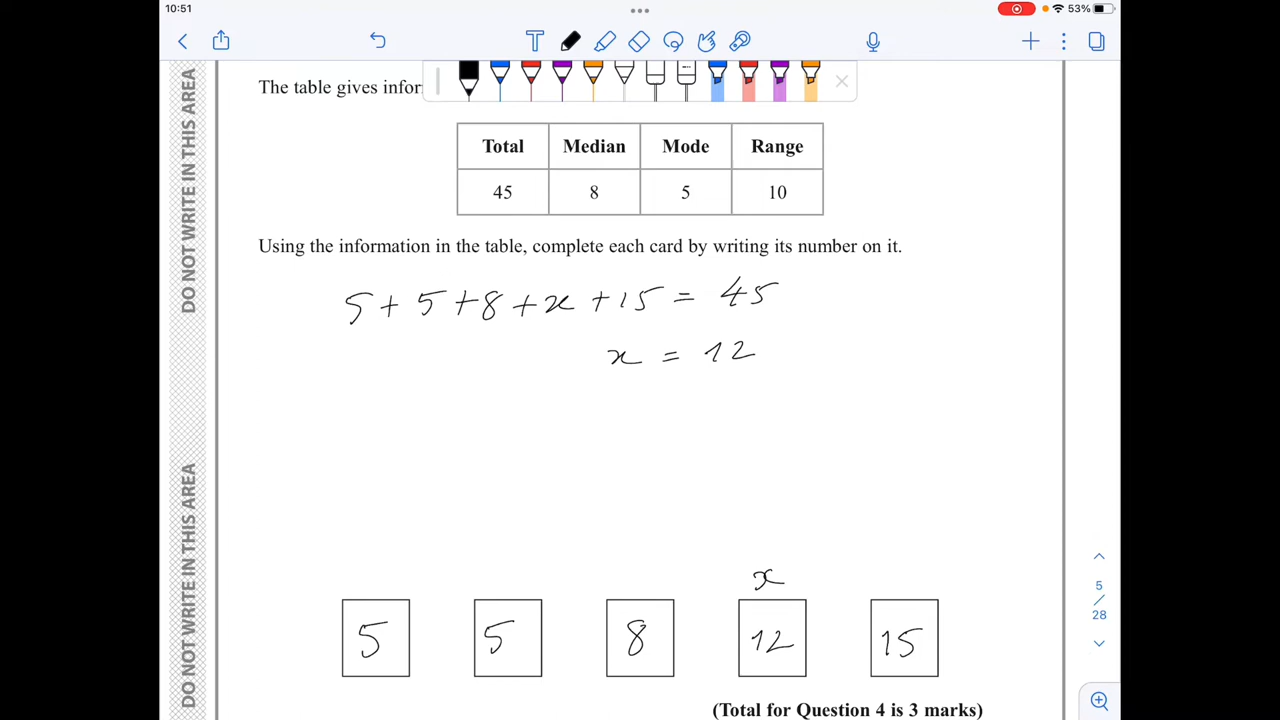 10:51
53%
The table gives infor
Total Median Mode Range
45 8 5 10
Using the information in the table, complete each card by writing its number on it.
5 + 5 + 8 + x + 15 = 45
x = 12
x
5 5 8 12 15
(Total for Question 4 is 3 marks)
DO NOT WRITE IN THIS AREA
DO NOT WRITE IN THIS AREA
5
/
28